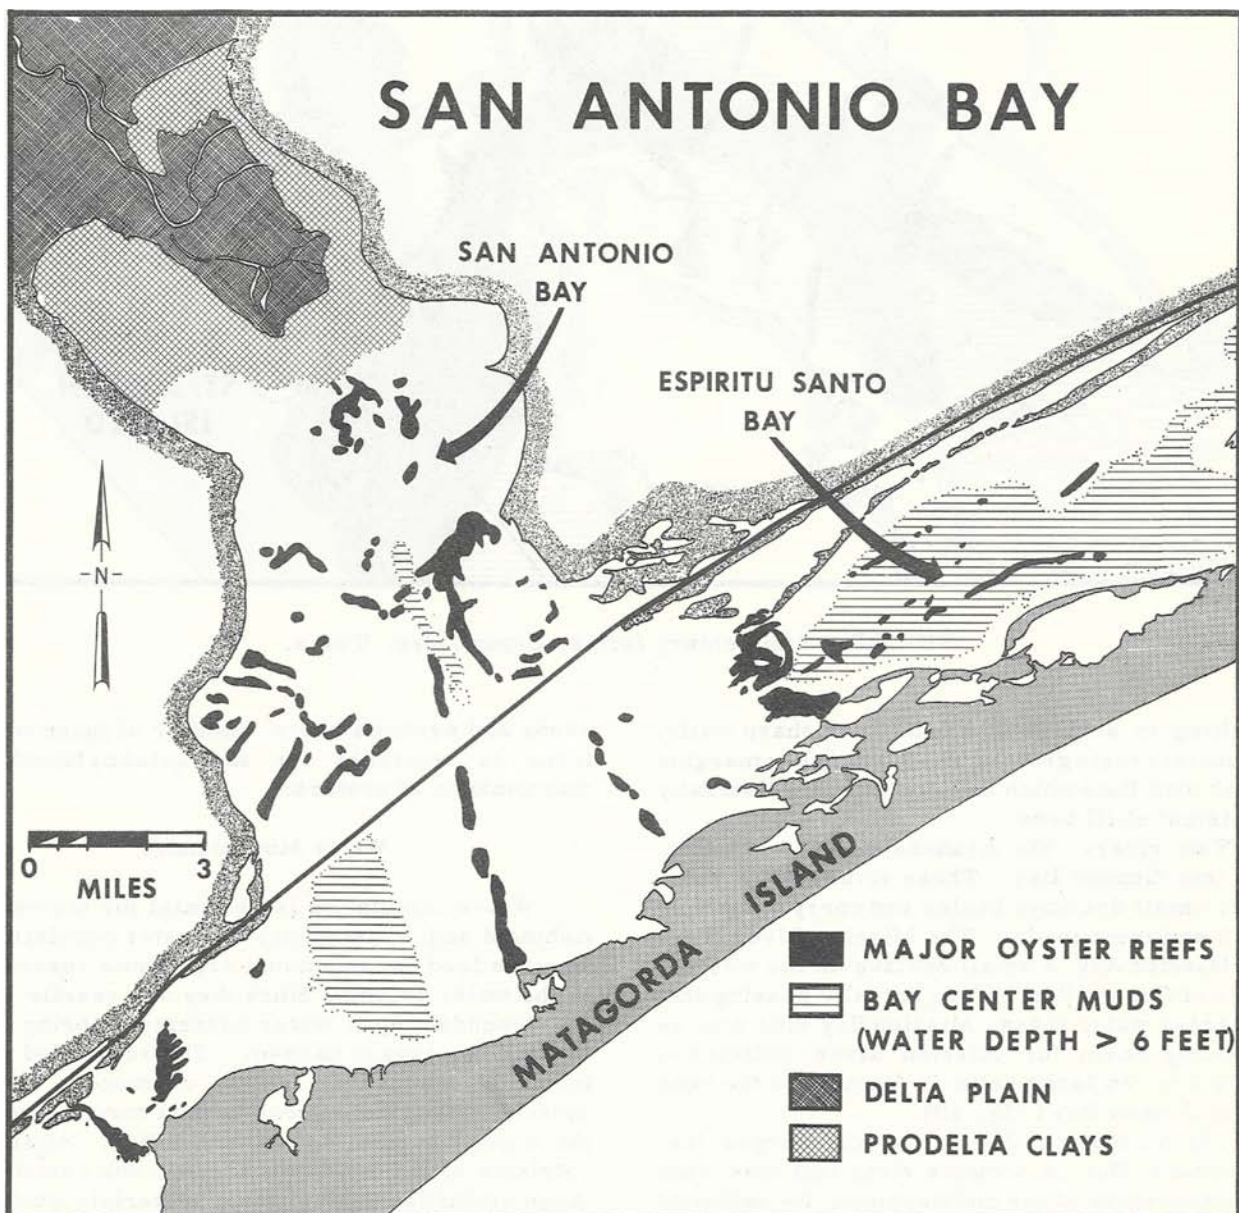 SAN ANTONIO BAY
SAN ANTONIO
BAY
ESPIRITU SANTO
BAY
N
0 3
MILES
MATAGORDA ISLAND
MAJOR OYSTER REEFS
BAY CENTER MUDS
(WATER DEPTH > 6 FEET)
DELTA PLAIN
PRODELTA CLAYS